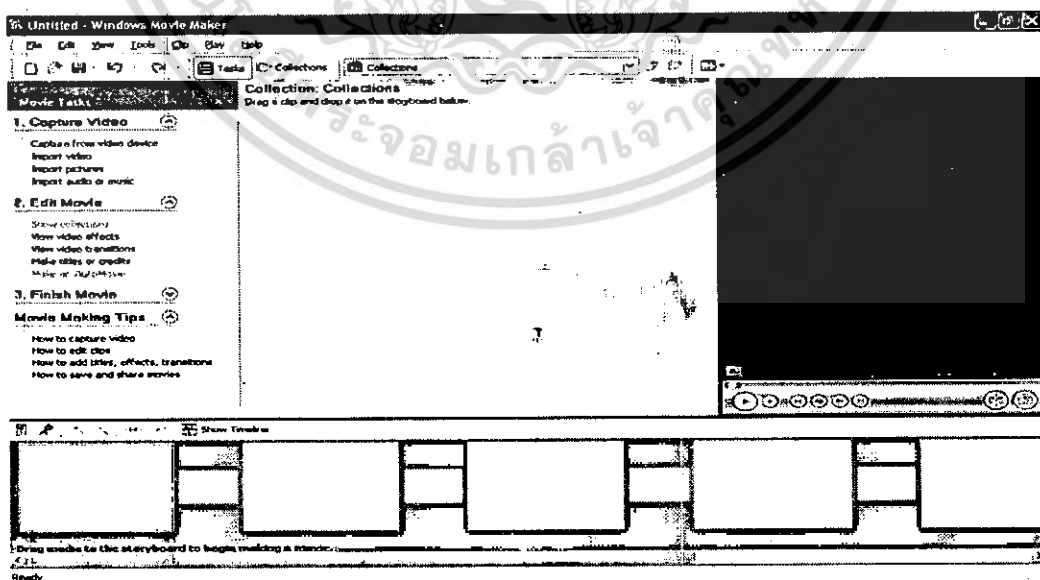 Untitled - Windows Movie Maker
File Edit View Tools Clip Play Help
Tasks Collections Collections
Movie Tasks
Collection: Collections
Drag a clip and drop it on the storyboard below.
1. Capture Video
Capture from video device
Import video
Import pictures
Import audio or music
2. Edit Movie
Show collections
View video effects
View video transitions
Make titles or credits
Make an AutoMovie
3. Finish Movie
Movie Making Tips
How to capture video
How to edit clips
How to add titles, effects, transitions
How to save and share movies
Show Timeline
Drag media to the storyboard to begin making a movie.
Ready